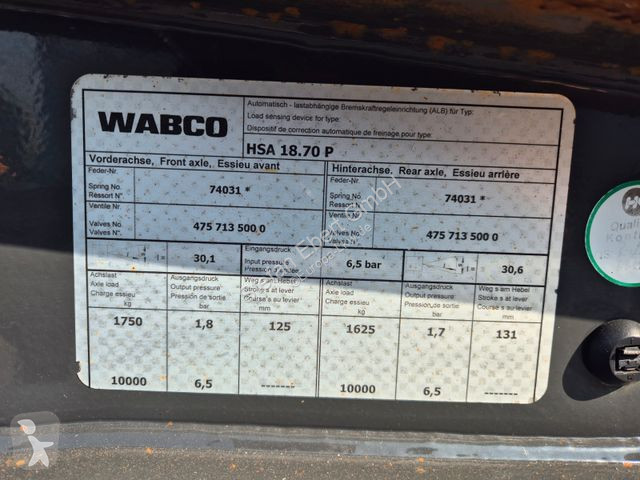 WABCO
Automatisch - lastabhängige Bremskraftregeleinrichtung (ALB) für Typ:
Load sensing device for type:
Dispositif de correction automatique de freinage pour type:
HSA 18.70 P
Vorderachse, Front axle, Essieu avant
Hinterachse. Rear axle, Essieu arrière
Feder-Nr.
Spring No.
Ressort N°
74031 *
Feder-Nr.
Spring No.
Ressort N°
74031 *
Ventile Nr.
Valves No.
Valves N°.
475 713 500 0
Ventile Nr.
Valves No.
Valves N°.
475 713 500 0
30,1
Eingangsdruck
Input pressure
Pression d'essieu
6,5 bar
30,6
Achslast
Axle load
Charge essieu
kg
Ausgangsdruck
Output pressure
Pression de sortie
bar
Weg s am Hebel
Stroke s at lever
Course s au levier
mm
Achslast
Axle load
Charge essieu
kg
Ausgangsdruck
Output pressure
Pression de sortie
bar
Weg s am Hebel
Stroke s at lever
Course s au levier
mm
1750 1,8 125 1625 1,7 131
10000 6,5 ------- 10000 6,5 -------